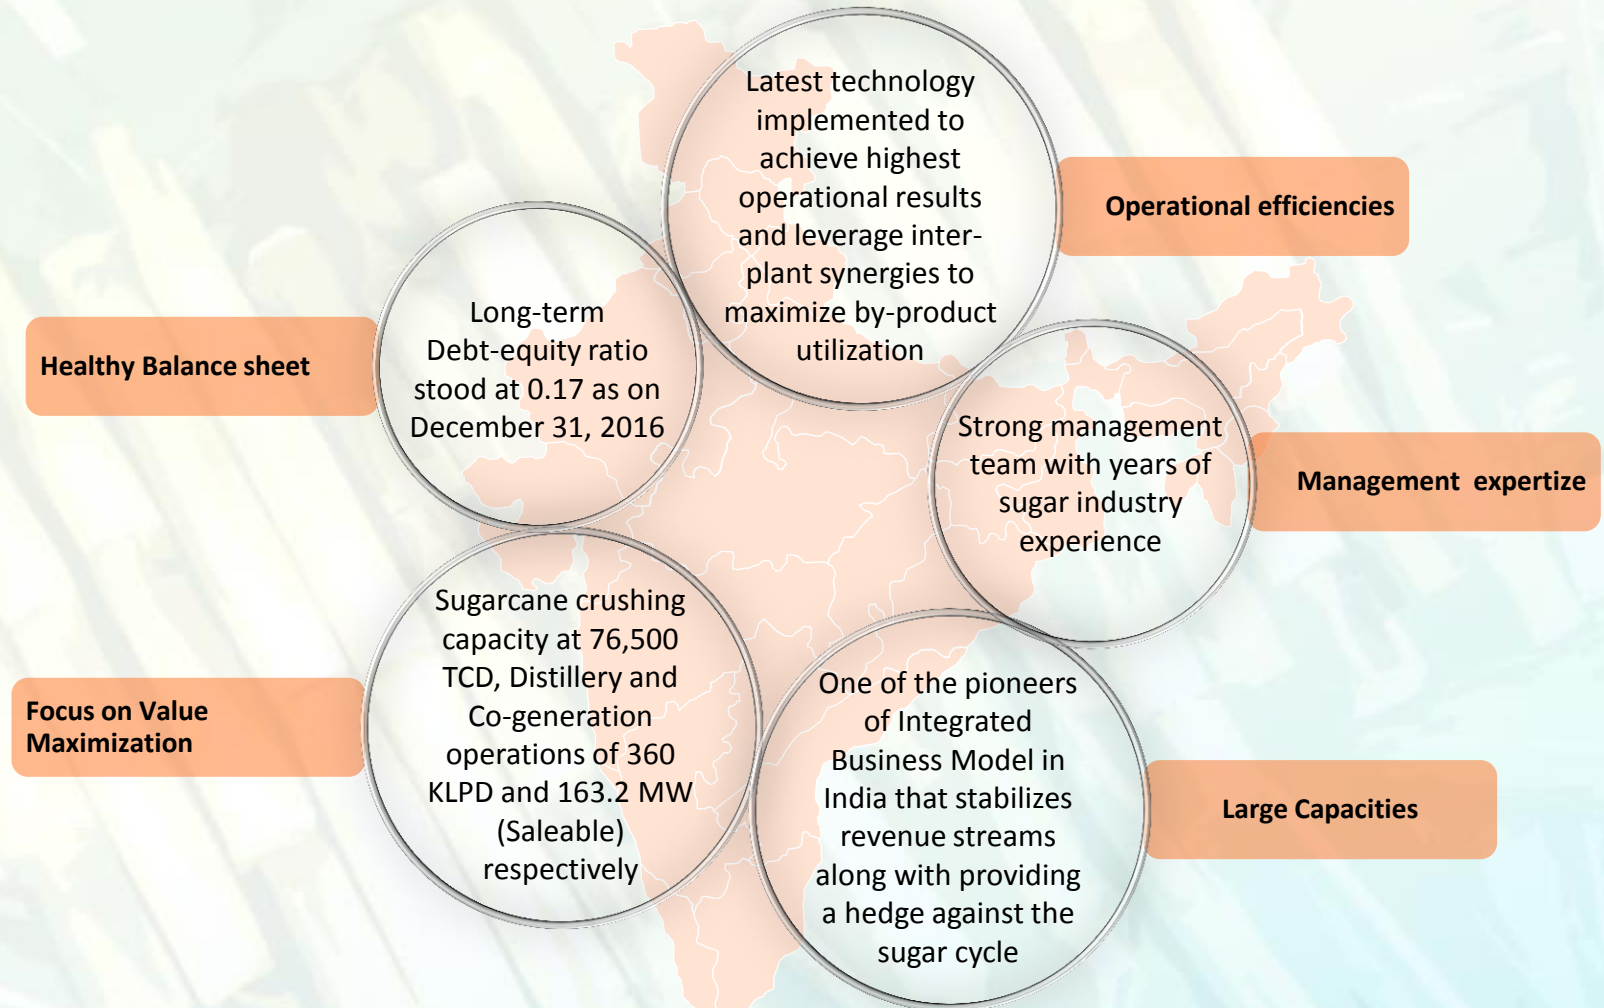 Latest technology
implemented to
achieve highest
operational results
and leverage inter-
plant synergies to
maximize by-product
utilization
Operational efficiencies
Long-term
Debt-equity ratio
stood at 0.17 as on
December 31, 2016
Healthy Balance sheet
Strong management
team with years of
sugar industry
experience
Management expertize
Sugarcane crushing
capacity at 76,500
TCD, Distillery and
Co-generation
operations of 360
KLPD and 163.2 MW
(Saleable)
respectively
Focus on Value
Maximization
One of the pioneers
of Integrated
Business Model in
India that stabilizes
revenue streams
along with providing
a hedge against the
sugar cycle
Large Capacities